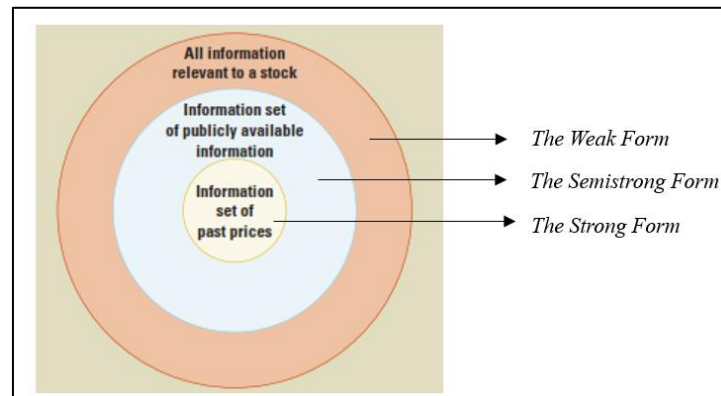 All information
relevant to a stock
Information set
of publicly available
information
Information
set of
past prices
The Weak Form
The Semistrong Form
The Strong Form